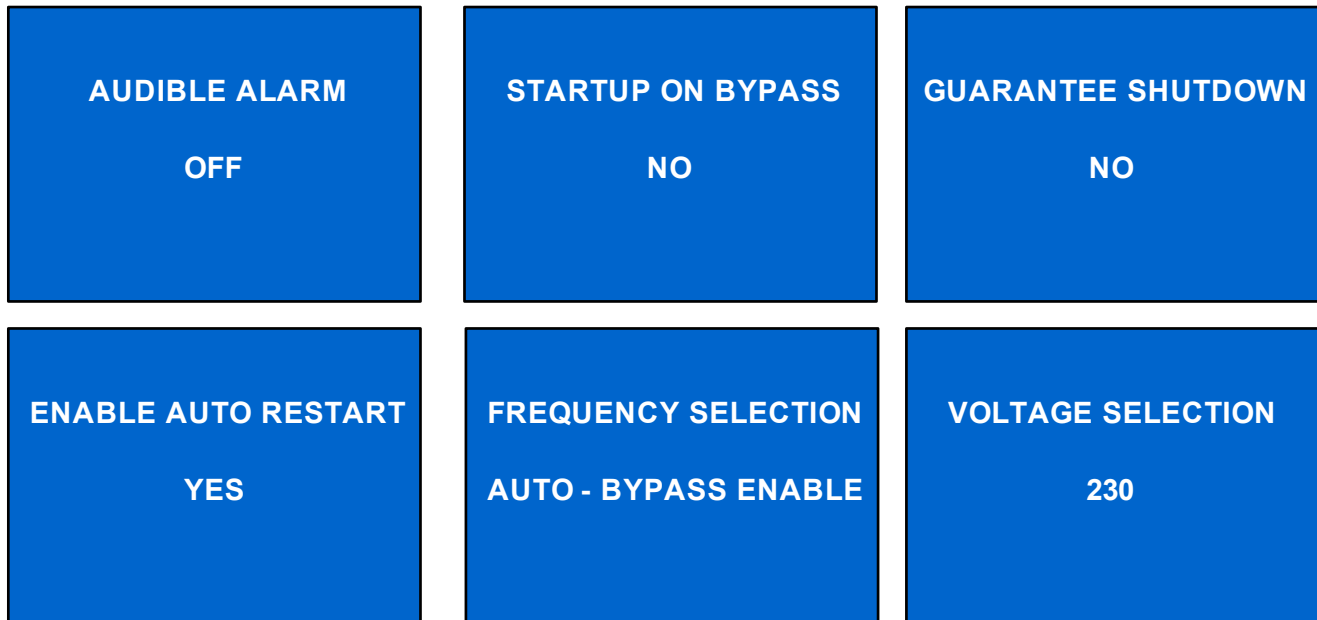 AUDIBLE ALARM
OFF
STARTUP ON BYPASS
NO
GUARANTEE SHUTDOWN
NO
ENABLE AUTO RESTART
YES
FREQUENCY SELECTION
AUTO - BYPASS ENABLE
VOLTAGE SELECTION
230